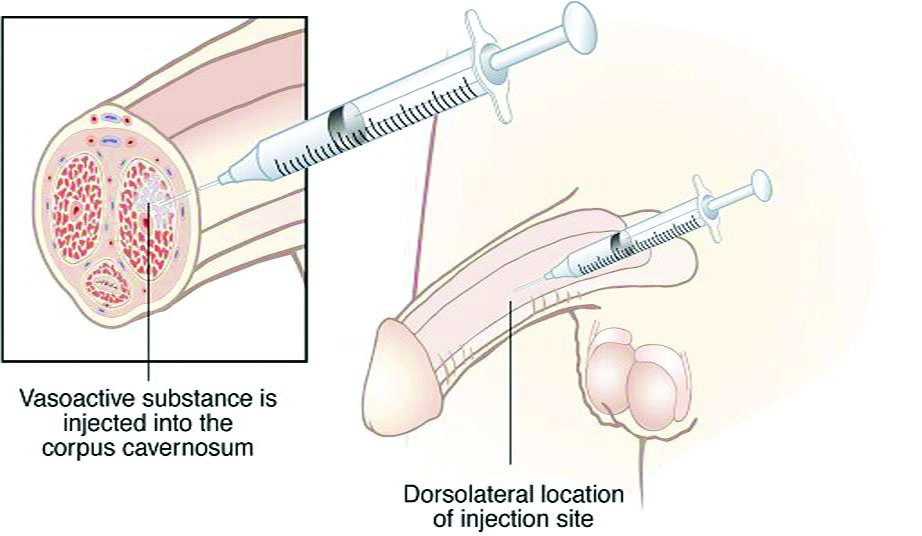 Vasoactive substance is
injected into the
corpus cavernosum
Dorsolateral location
of injection site